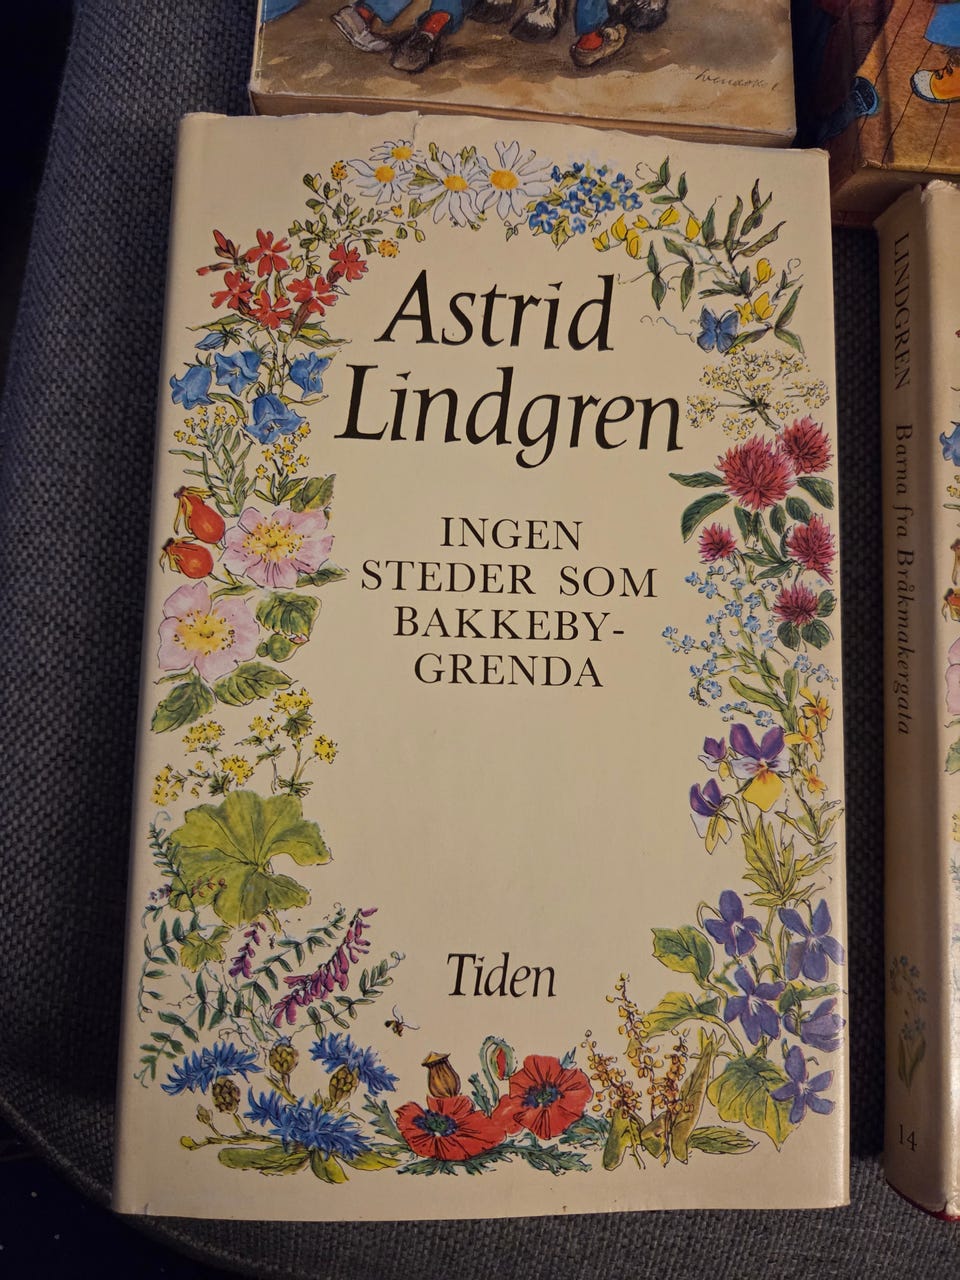 Astrid
Lindgren
INGEN
STEDER SOM
BAKKEBY-
GRENDA
Tiden
LINDGREN Barna fra Bråkmakergata
14